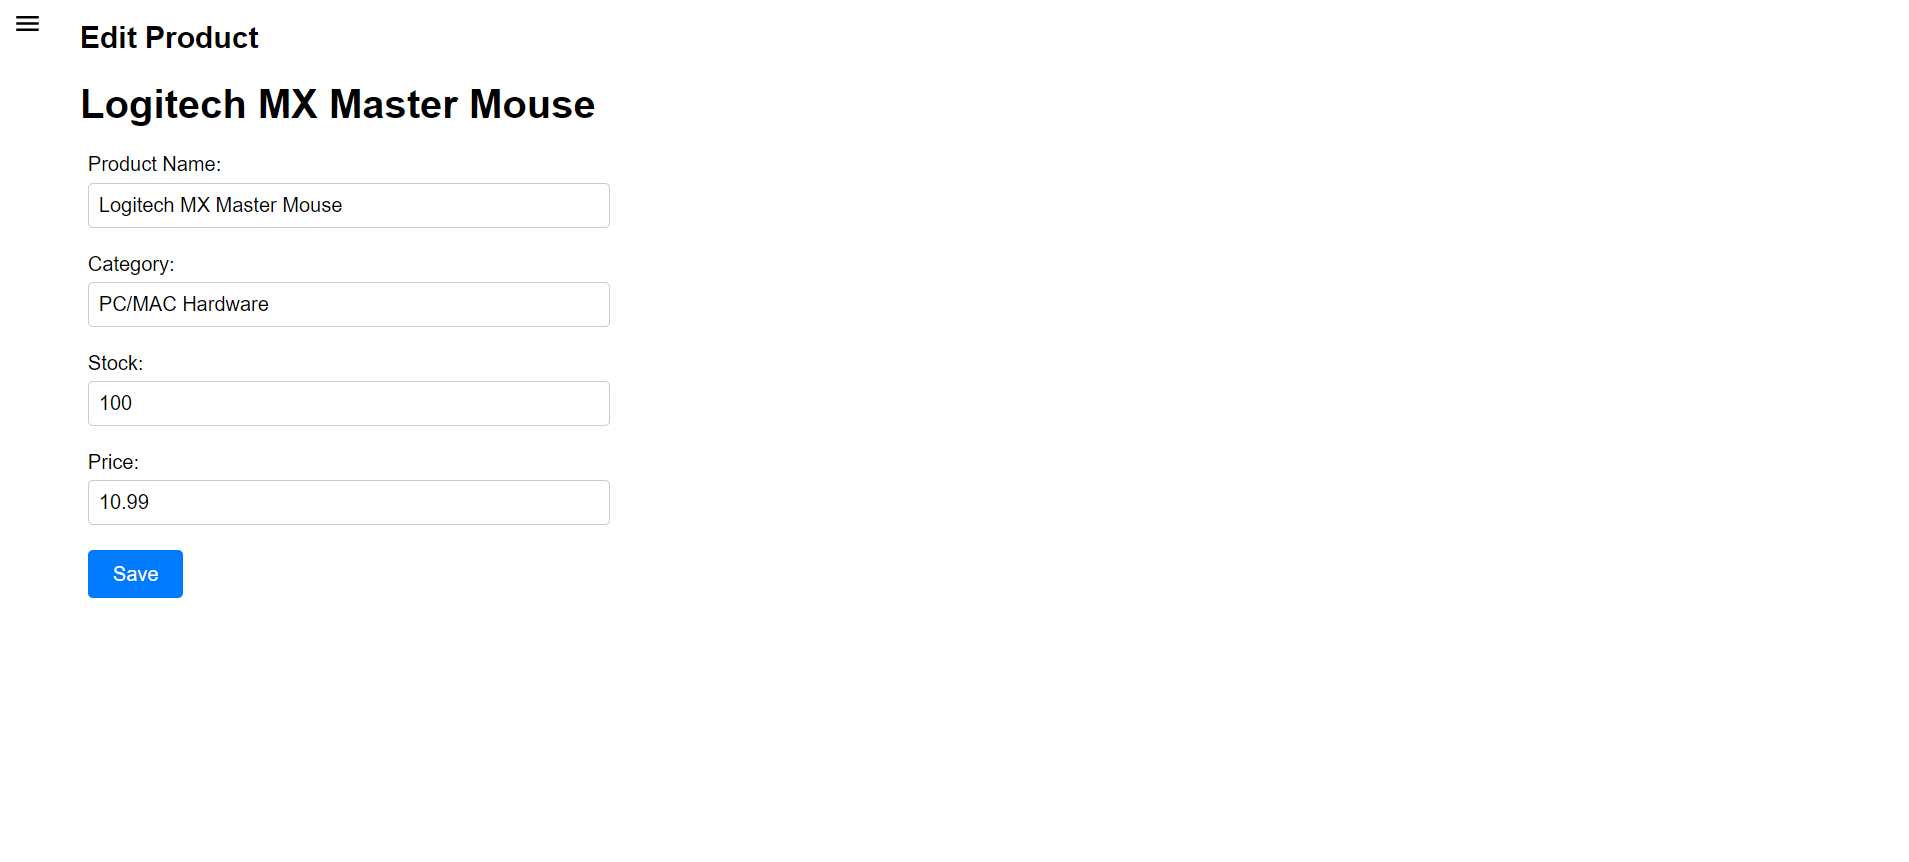 Edit Product
Logitech MX Master Mouse
Product Name:
Logitech MX Master Mouse
Category:
PC/MAC Hardware
Stock:
100
Price:
10.99
Save